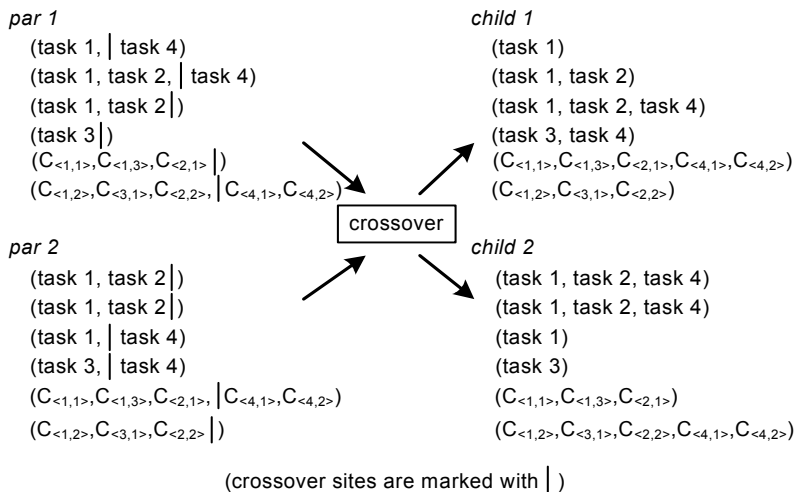 par 1
(task 1, | task 4)
(task 1, task 2, | task 4)
(task 1, task 2|)
(task 3|)
(C<1,1>,C<1,3>,C<2,1> |)
(C<1,2>,C<3,1>,C<2,2>, |C<4,1>,C<4,2>)
par 2
(task 1, task 2|)
(task 1, task 2|)
(task 1, | task 4)
(task 3, | task 4)
(C<1,1>,C<1,3>,C<2,1>, |C<4,1>,C<4,2>)
(C<1,2>,C<3,1>,C<2,2> |)
crossover
child 1
(task 1)
(task 1, task 2)
(task 1, task 2, task 4)
(task 3, task 4)
(C<1,1>,C<1,3>,C<2,1>,C<4,1>,C<4,2>)
(C<1,2>,C<3,1>,C<2,2>)
child 2
(task 1, task 2, task 4)
(task 1, task 2, task 4)
(task 1)
(task 3)
(C<1,1>,C<1,3>,C<2,1>)
(C<1,2>,C<3,1>,C<2,2>,C<4,1>,C<4,2>)
(crossover sites are marked with | )